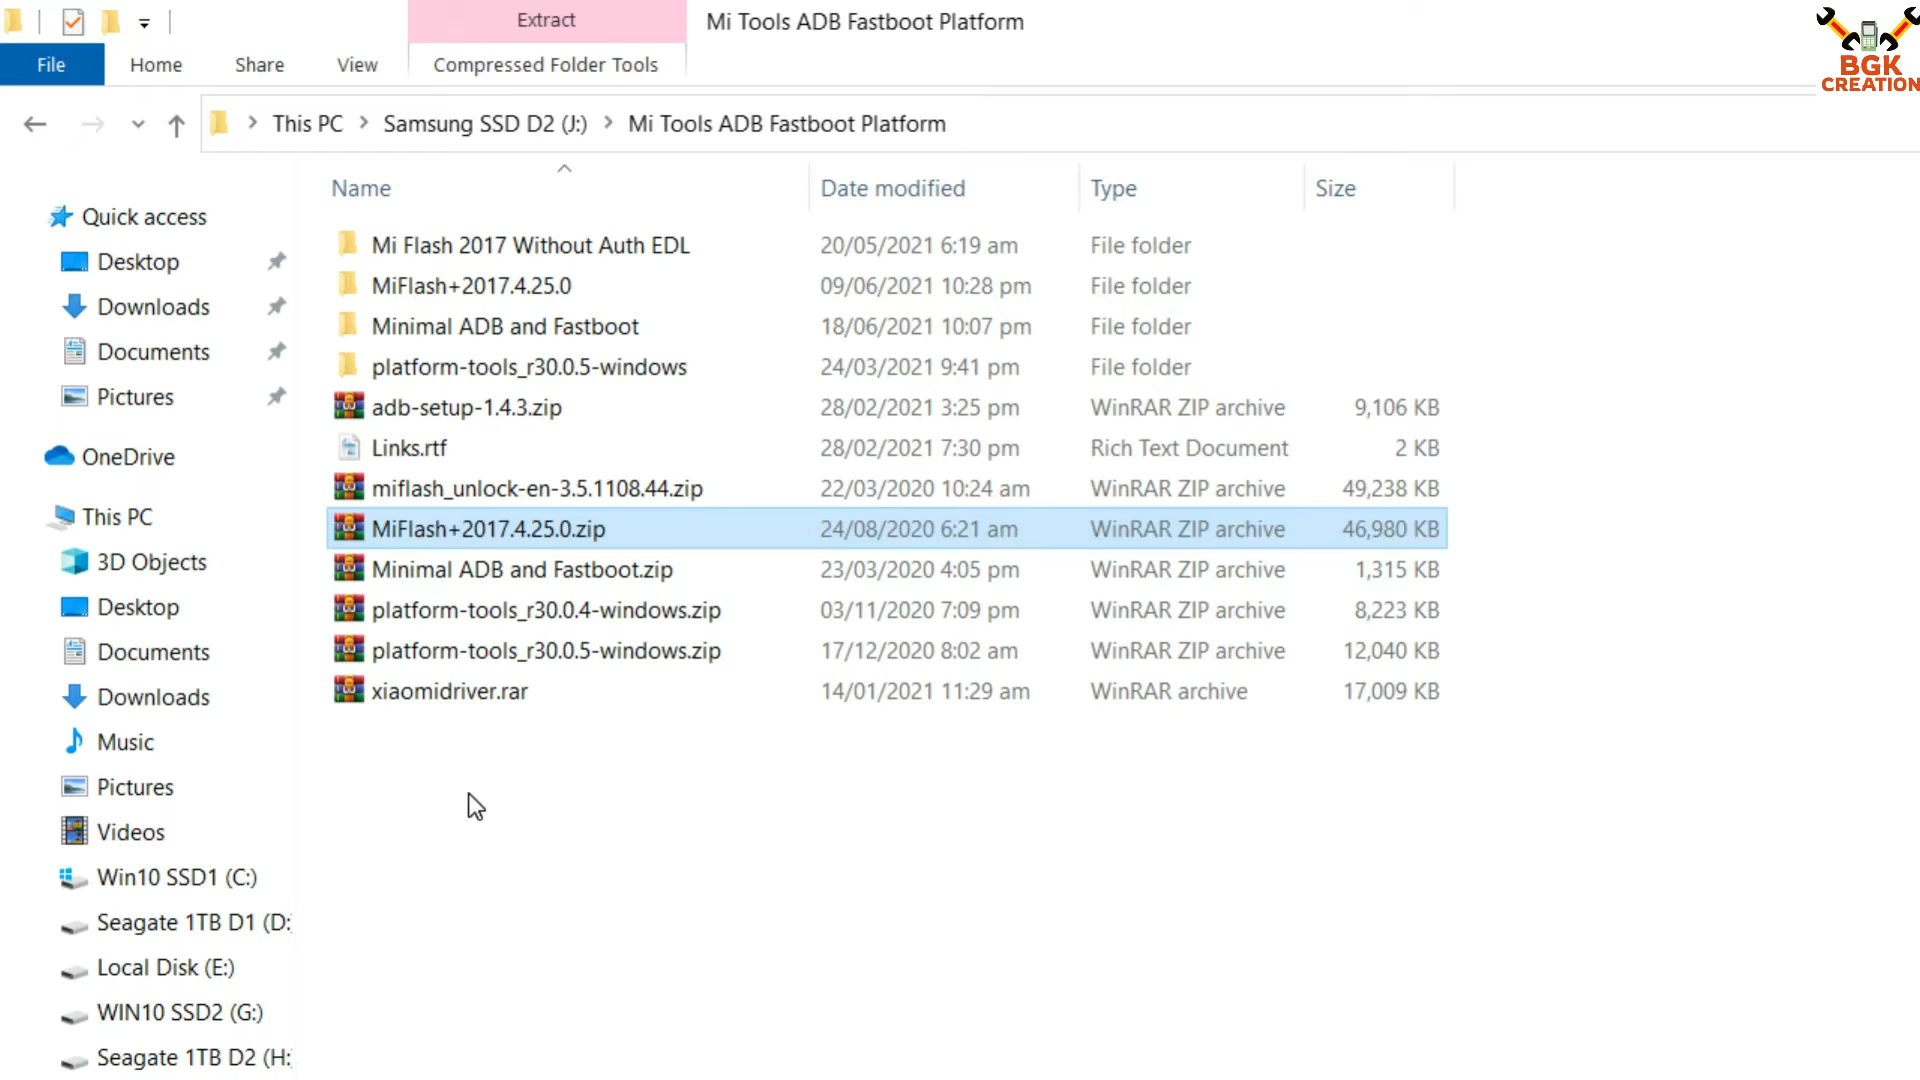 Extract
Mi Tools ADB Fastboot Platform
BGK
CREATION
File Home Share View Compressed Folder Tools
This PC > Samsung SSD D2 (J:) > Mi Tools ADB Fastboot Platform
Name Date modified Type Size
Quick access
Desktop
Downloads
Documents
Pictures
OneDrive
This PC
3D Objects
Desktop
Documents
Downloads
Music
Pictures
Videos
Win10 SSD1 (C:)
Seagate 1TB D1 (D:
Local Disk (E:)
WIN10 SSD2 (G:)
Seagate 1TB D2 (H:
Mi Flash 2017 Without Auth EDL 20/05/2021 6:19 am File folder
MiFlash+2017.4.25.0 09/06/2021 10:28 pm File folder
Minimal ADB and Fastboot 18/06/2021 10:07 pm File folder
platform-tools_r30.0.5-windows 24/03/2021 9:41 pm File folder
adb-setup-1.4.3.zip 28/02/2021 3:25 pm WinRAR ZIP archive 9,106 KB
Links.rtf 28/02/2021 7:30 pm Rich Text Document 2 KB
miflash_unlock-en-3.5.1108.44.zip 22/03/2020 10:24 am WinRAR ZIP archive 49,238 KB
MiFlash+2017.4.25.0.zip 24/08/2020 6:21 am WinRAR ZIP archive 46,980 KB
Minimal ADB and Fastboot.zip 23/03/2020 4:05 pm WinRAR ZIP archive 1,315 KB
platform-tools_r30.0.4-windows.zip 03/11/2020 7:09 pm WinRAR ZIP archive 8,223 KB
platform-tools_r30.0.5-windows.zip 17/12/2020 8:02 am WinRAR ZIP archive 12,040 KB
xiaomidriver.rar 14/01/2021 11:29 am WinRAR archive 17,009 KB